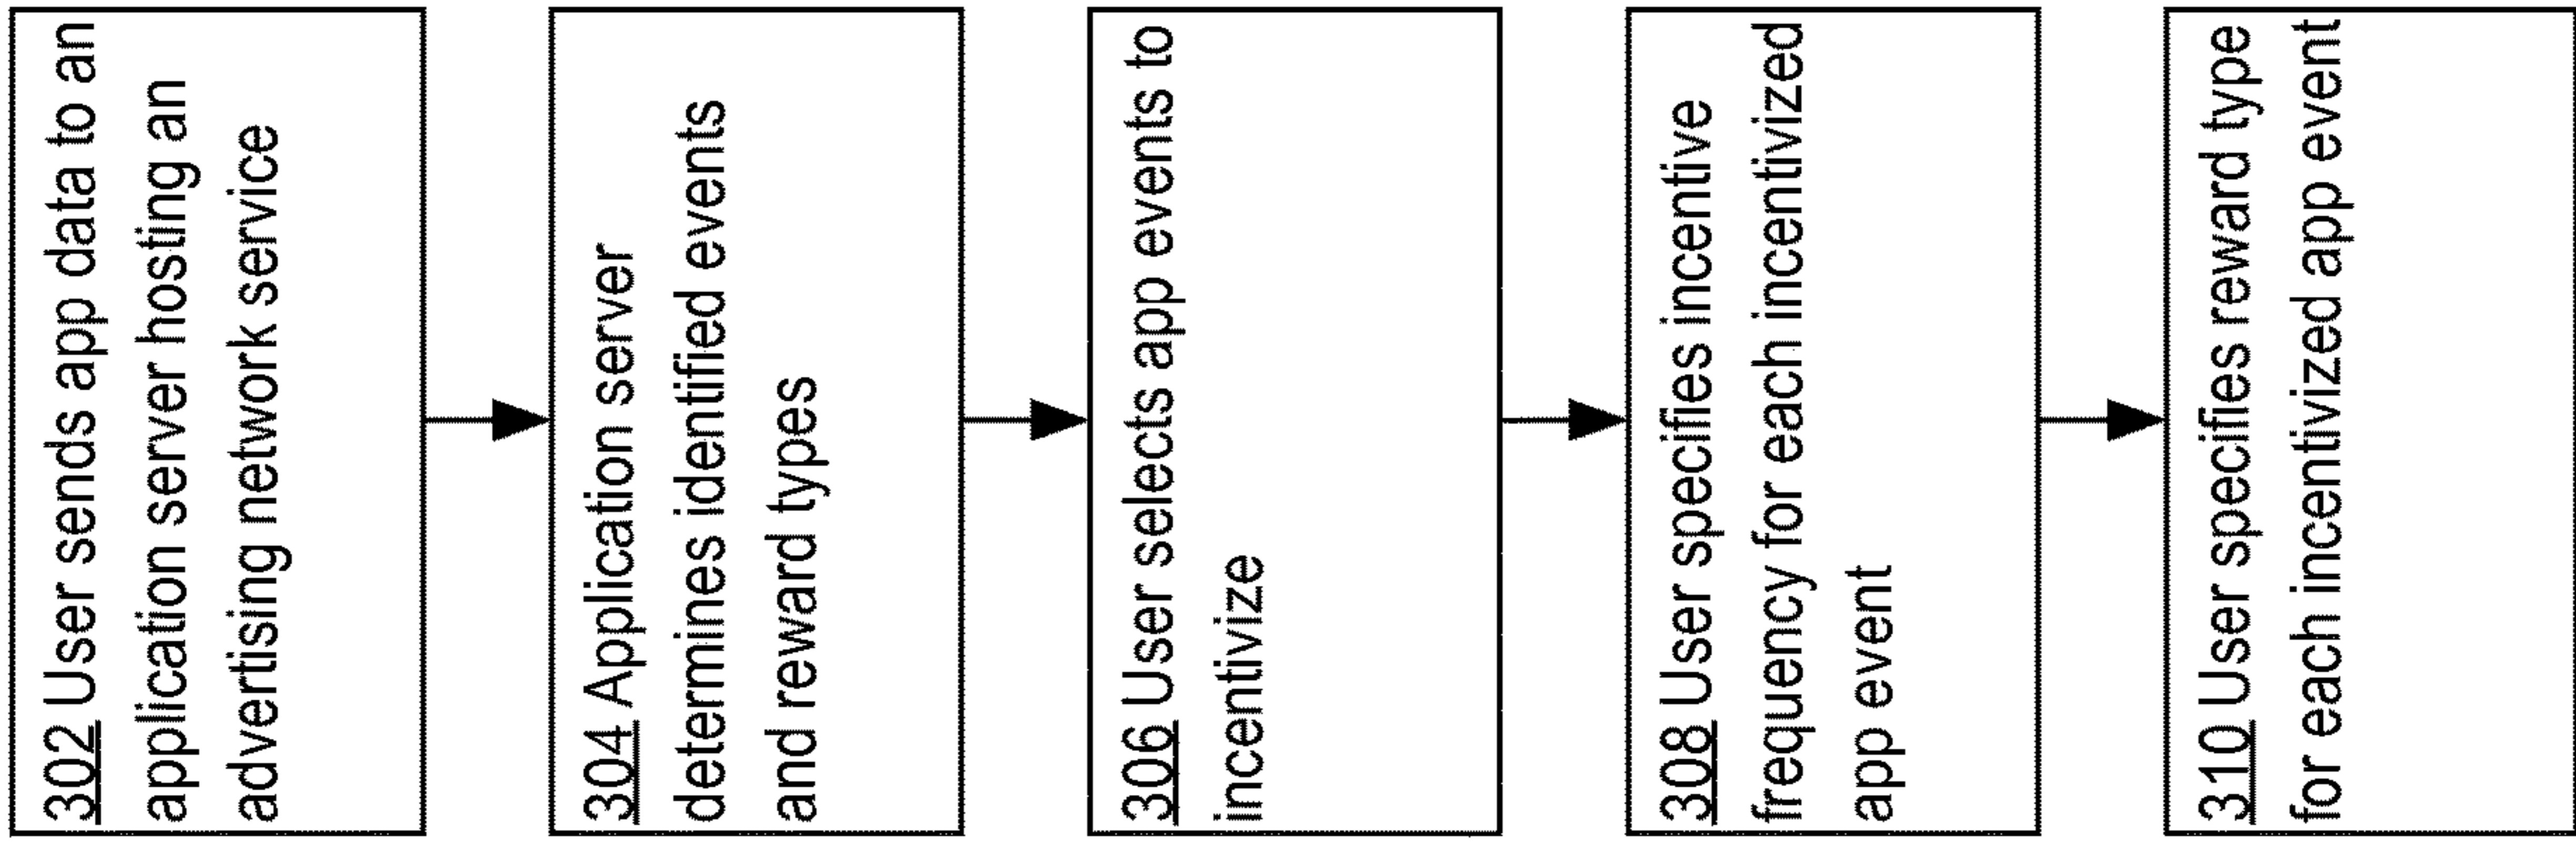 302 User sends app data to an
application server hosting an
advertising network service
304 Application server
determines identified events
and reward types
306 User selects app events to
incentivize
308 User specifies incentive
frequency for each incentivized
app event
310 User specifies reward type
for each incentivized app event